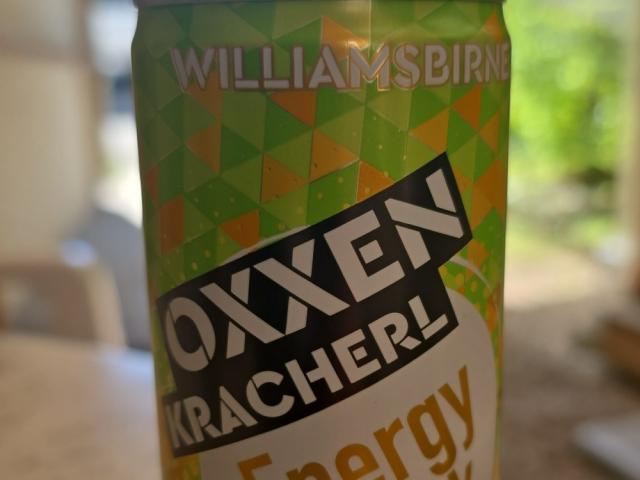 WILLIAMSBIRNE
OXXEN
KRACHERL
Energy